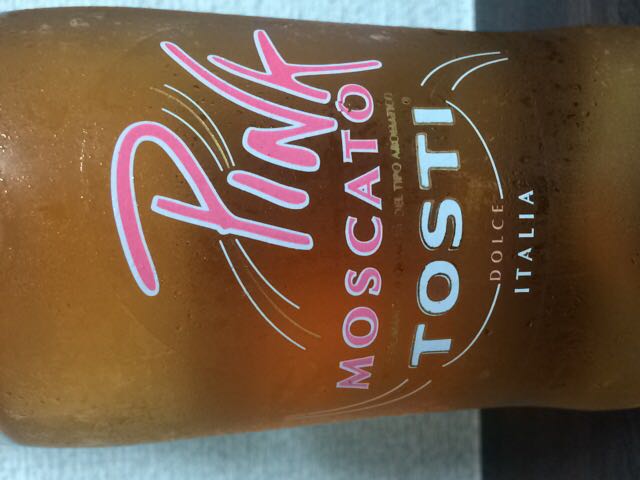 PINK
MOSCATO
DEL TIPO AROMATICO
TOSTI
DOLCE
ITALIA